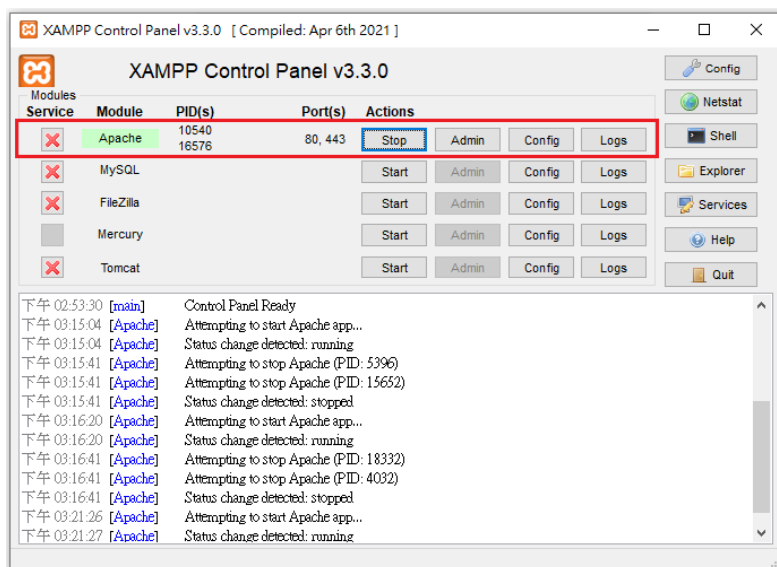 XAMPP Control Panel v3.3.0 [ Compiled: Apr 6th 2021 ]
XAMPP Control Panel v3.3.0
Config
Modules
Service Module PID(s) Port(s) Actions
Netstat
Apache 10540 16576 80, 443 Stop Admin Config Logs
Shell
MySQL Start Admin Config Logs
Explorer
FileZilla Start Admin Config Logs
Services
Mercury Start Admin Config Logs
Help
Tomcat Start Admin Config Logs
Quit
下午 02:53:30 [main] Control Panel Ready
下午 03:15:04 [Apache] Attempting to start Apache app...
下午 03:15:04 [Apache] Status change detected: running
下午 03:15:41 [Apache] Attempting to stop Apache (PID: 5396)
下午 03:15:41 [Apache] Attempting to stop Apache (PID: 15652)
下午 03:15:41 [Apache] Status change detected: stopped
下午 03:16:20 [Apache] Attempting to start Apache app...
下午 03:16:20 [Apache] Status change detected: running
下午 03:16:41 [Apache] Attempting to stop Apache (PID: 18332)
下午 03:16:41 [Apache] Attempting to stop Apache (PID: 4032)
下午 03:16:41 [Apache] Status change detected: stopped
下午 03:21:26 [Apache] Attempting to start Apache app...
下午 03:21:27 [Apache] Status change detected: running